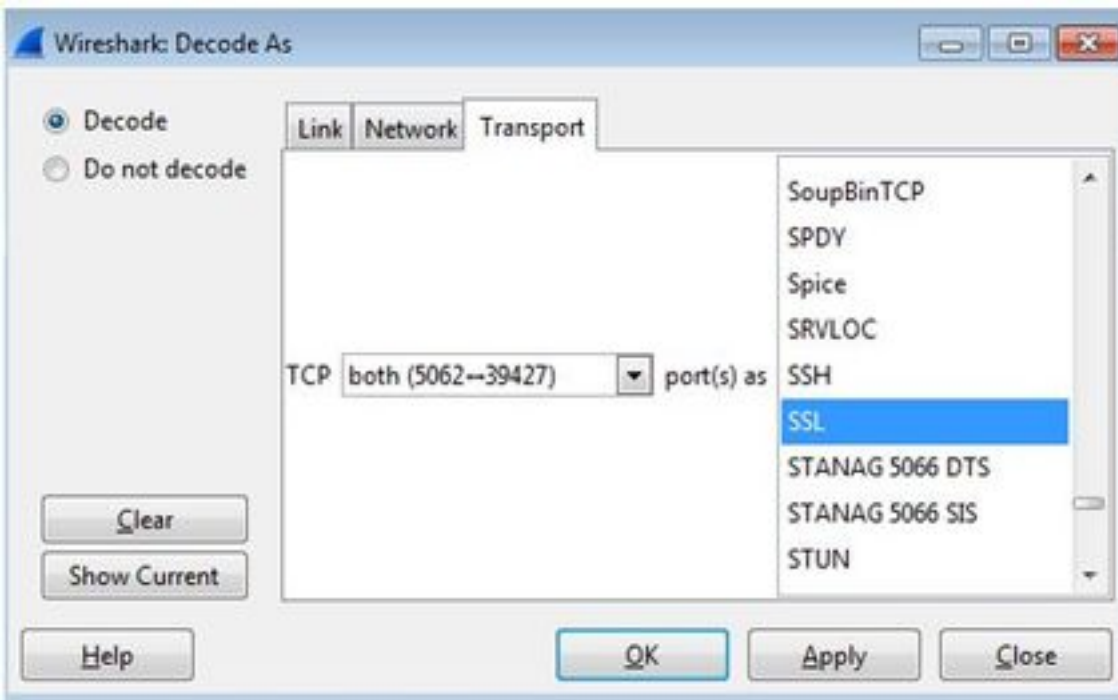 Wireshark: Decode As
Decode
Do not decode
Link Network Transport
TCP both (5062--39427) port(s) as
SoupBinTCP
SPDY
Spice
SRVLOC
SSH
SSL
STANAG 5066 DTS
STANAG 5066 SIS
STUN
Clear
Show Current
Help OK Apply Close